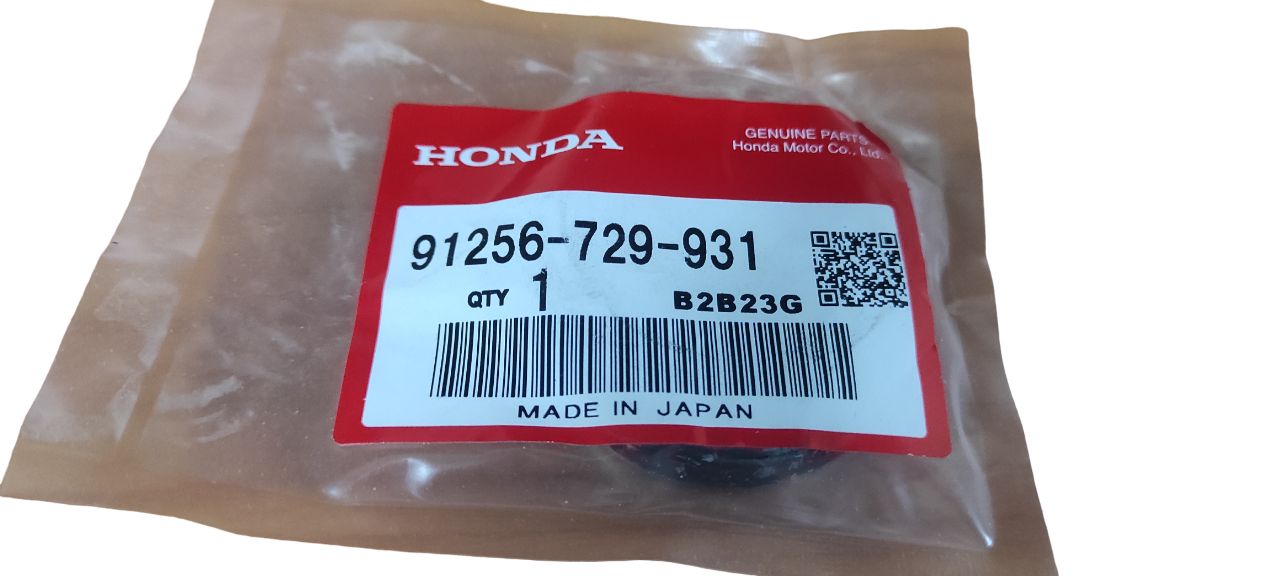 HONDA
GENUINE PARTS
Honda Motor Co., Ltd.
91256-729-931
QTY 1
B2B23G
MADE IN JAPAN